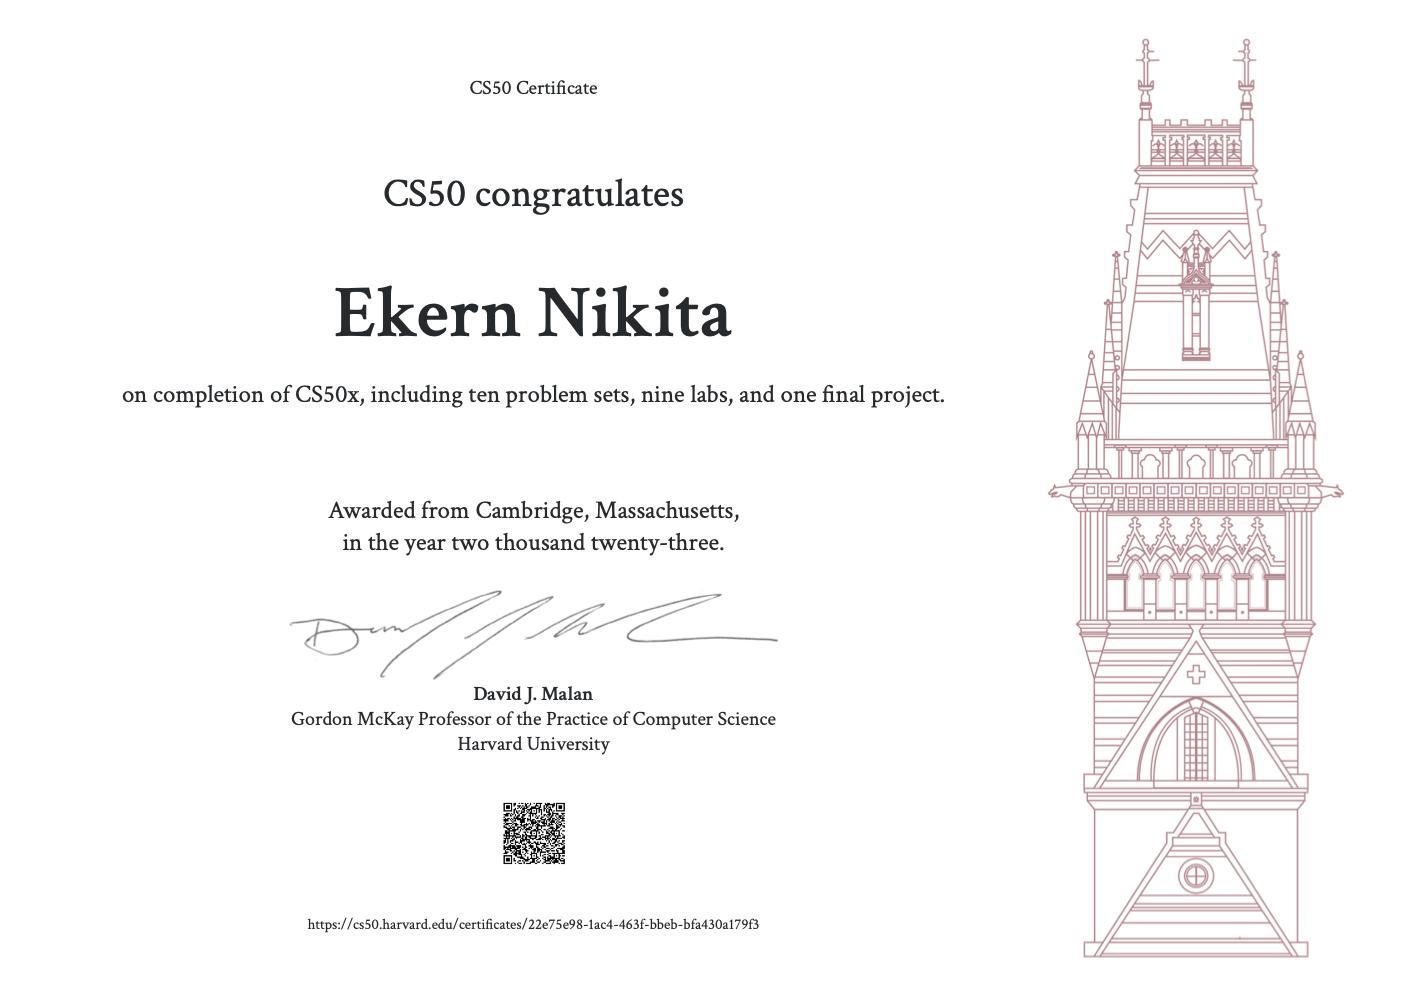 CS50 Certificate
CS50 congratulates
Ekern Nikita
on completion of CS50x, including ten problem sets, nine labs, and one final project.
Awarded from Cambridge, Massachusetts,
in the year two thousand twenty-three.
David J. Malan
Gordon McKay Professor of the Practice of Computer Science
Harvard University
https://cs50.harvard.edu/certificates/22e75e98-1ac4-463f-bbeb-bfa430a179f3